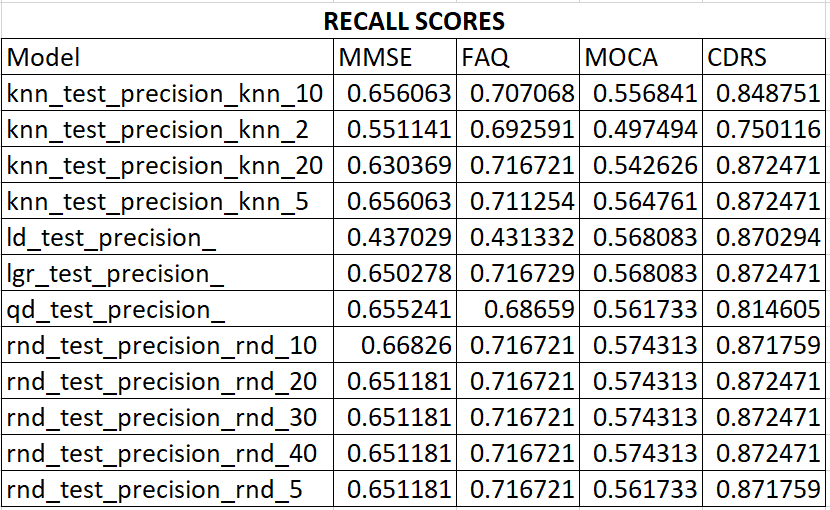 RECALL SCORES
Model MMSE FAQ MOCA CDRS
knn_test_precision_knn_10 0.656063 0.707068 0.556841 0.848751
knn_test_precision_knn_2 0.551141 0.692591 0.497494 0.750116
knn_test_precision_knn_20 0.630369 0.716721 0.542626 0.872471
knn_test_precision_knn_5 0.656063 0.711254 0.564761 0.872471
ld_test_precision_ 0.437029 0.431332 0.568083 0.870294
lgr_test_precision_ 0.650278 0.716729 0.568083 0.872471
qd_test_precision_ 0.655241 0.68659 0.561733 0.814605
rnd_test_precision_rnd_10 0.66826 0.716721 0.574313 0.871759
rnd_test_precision_rnd_20 0.651181 0.716721 0.574313 0.872471
rnd_test_precision_rnd_30 0.651181 0.716721 0.574313 0.872471
rnd_test_precision_rnd_40 0.651181 0.716721 0.574313 0.872471
rnd_test_precision_rnd_5 0.651181 0.716721 0.561733 0.871759